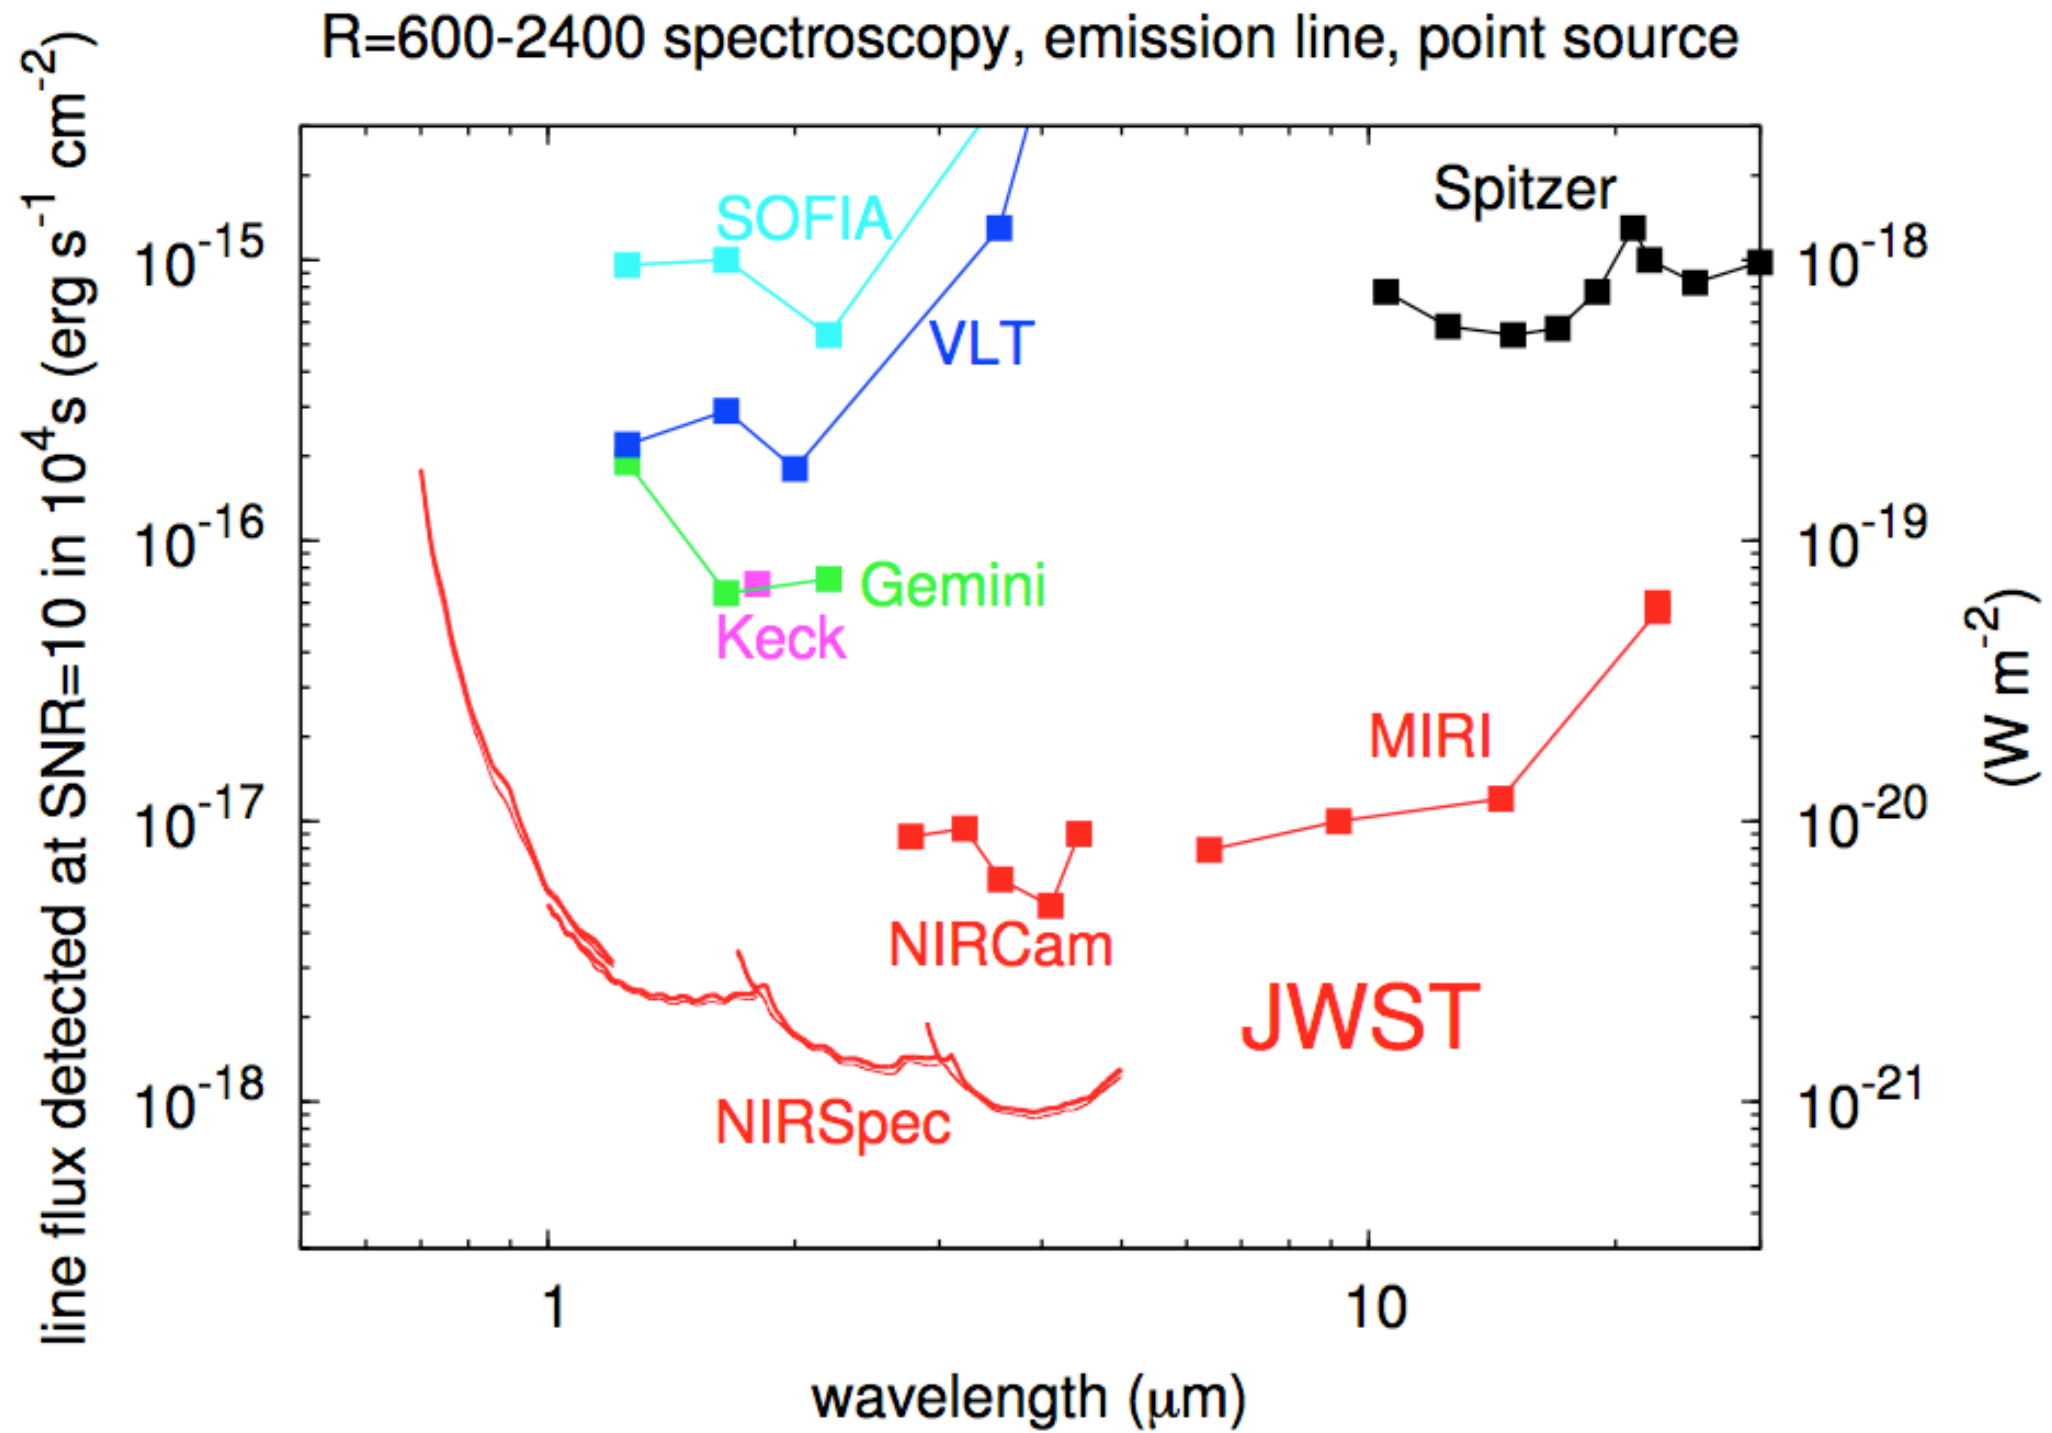 R=600-2400 spectroscopy, emission line, point source
line flux detected at SNR=10 in 10⁴s (erg s⁻¹ cm⁻²)
10⁻¹⁵
10⁻¹⁶
10⁻¹⁷
10⁻¹⁸
SOFIA
VLT
Gemini
Keck
Spitzer
MIRI
NIRCam
JWST
NIRSpec
10⁻¹⁸
10⁻¹⁹
10⁻²⁰
10⁻²¹
(W m⁻²)
1
10
wavelength (μm)